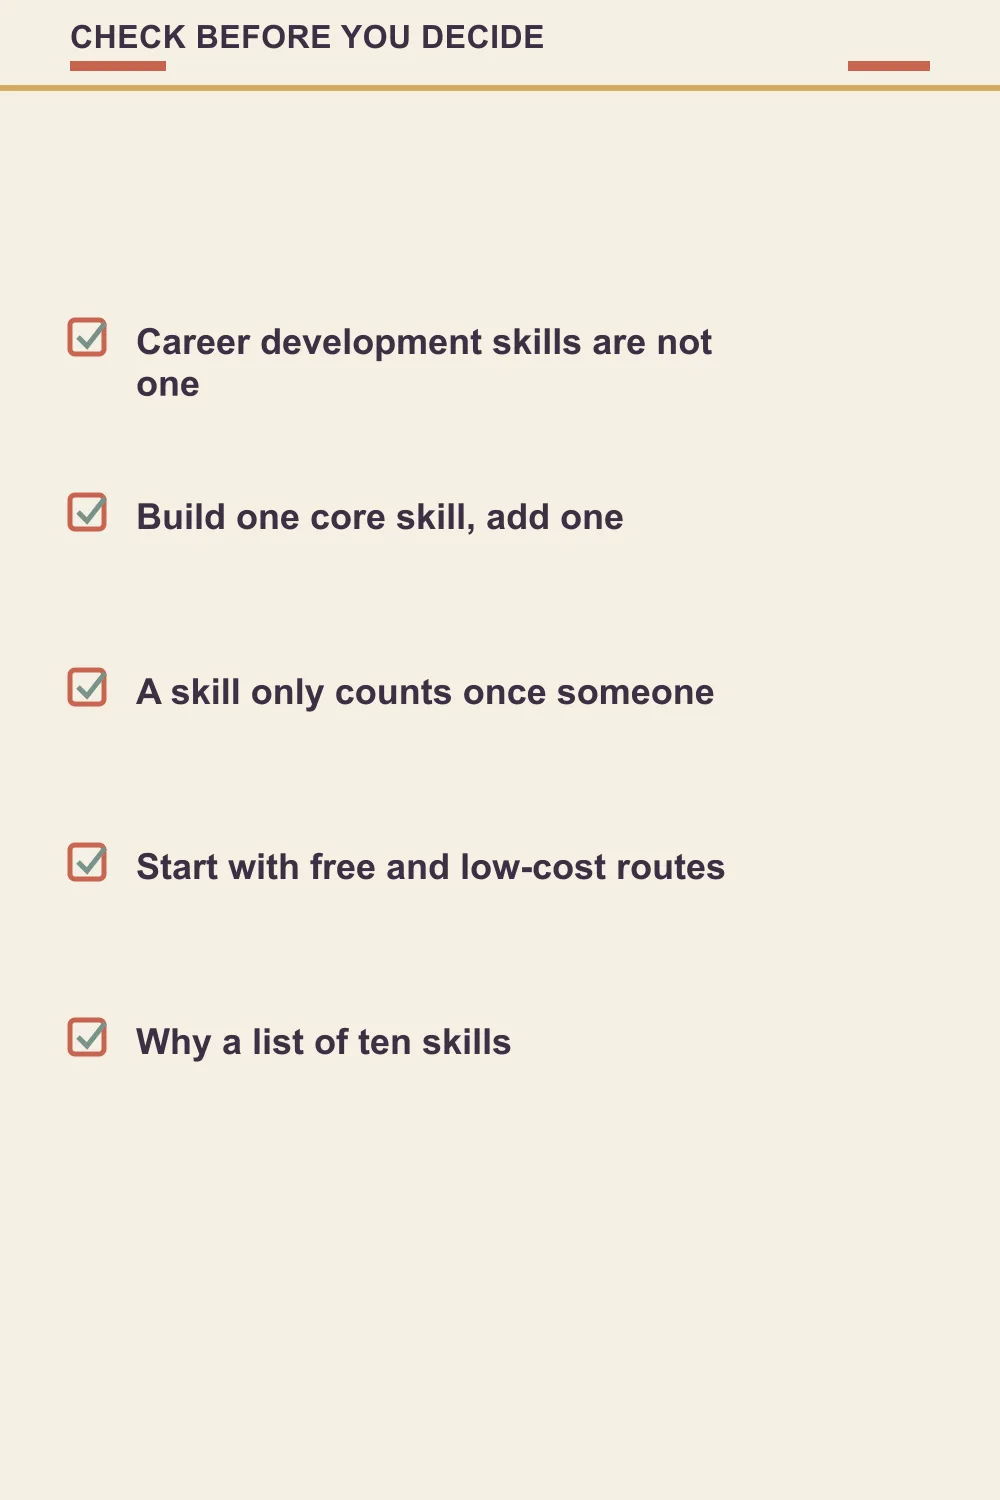 CHECK BEFORE YOU DECIDE
Career development skills are not
one
Build one core skill, add one
A skill only counts once someone
Start with free and low-cost routes
Why a list of ten skills